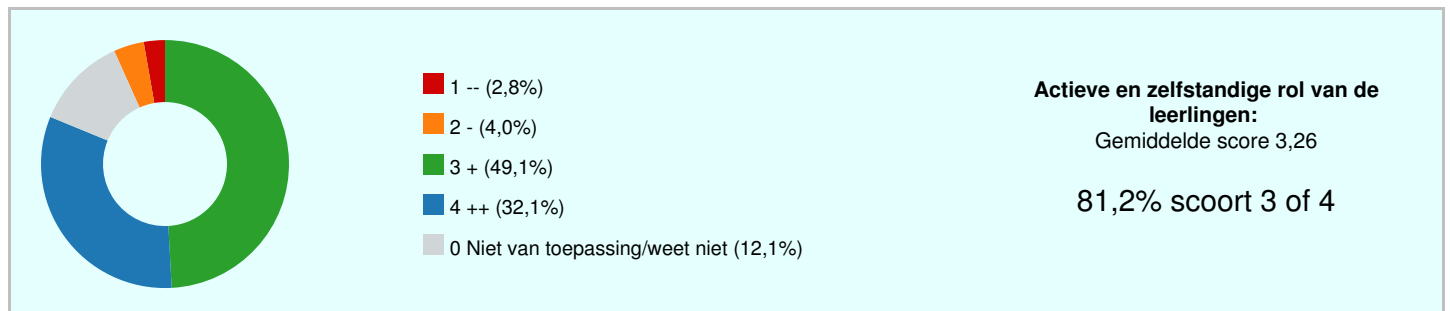 1 -- (2,8%)
2 - (4,0%)
3 + (49,1%)
4 ++ (32,1%)
0 Niet van toepassing/weet niet (12,1%)
Actieve en zelfstandige rol van de
leerlingen:
Gemiddelde score 3,26
81,2% scoort 3 of 4